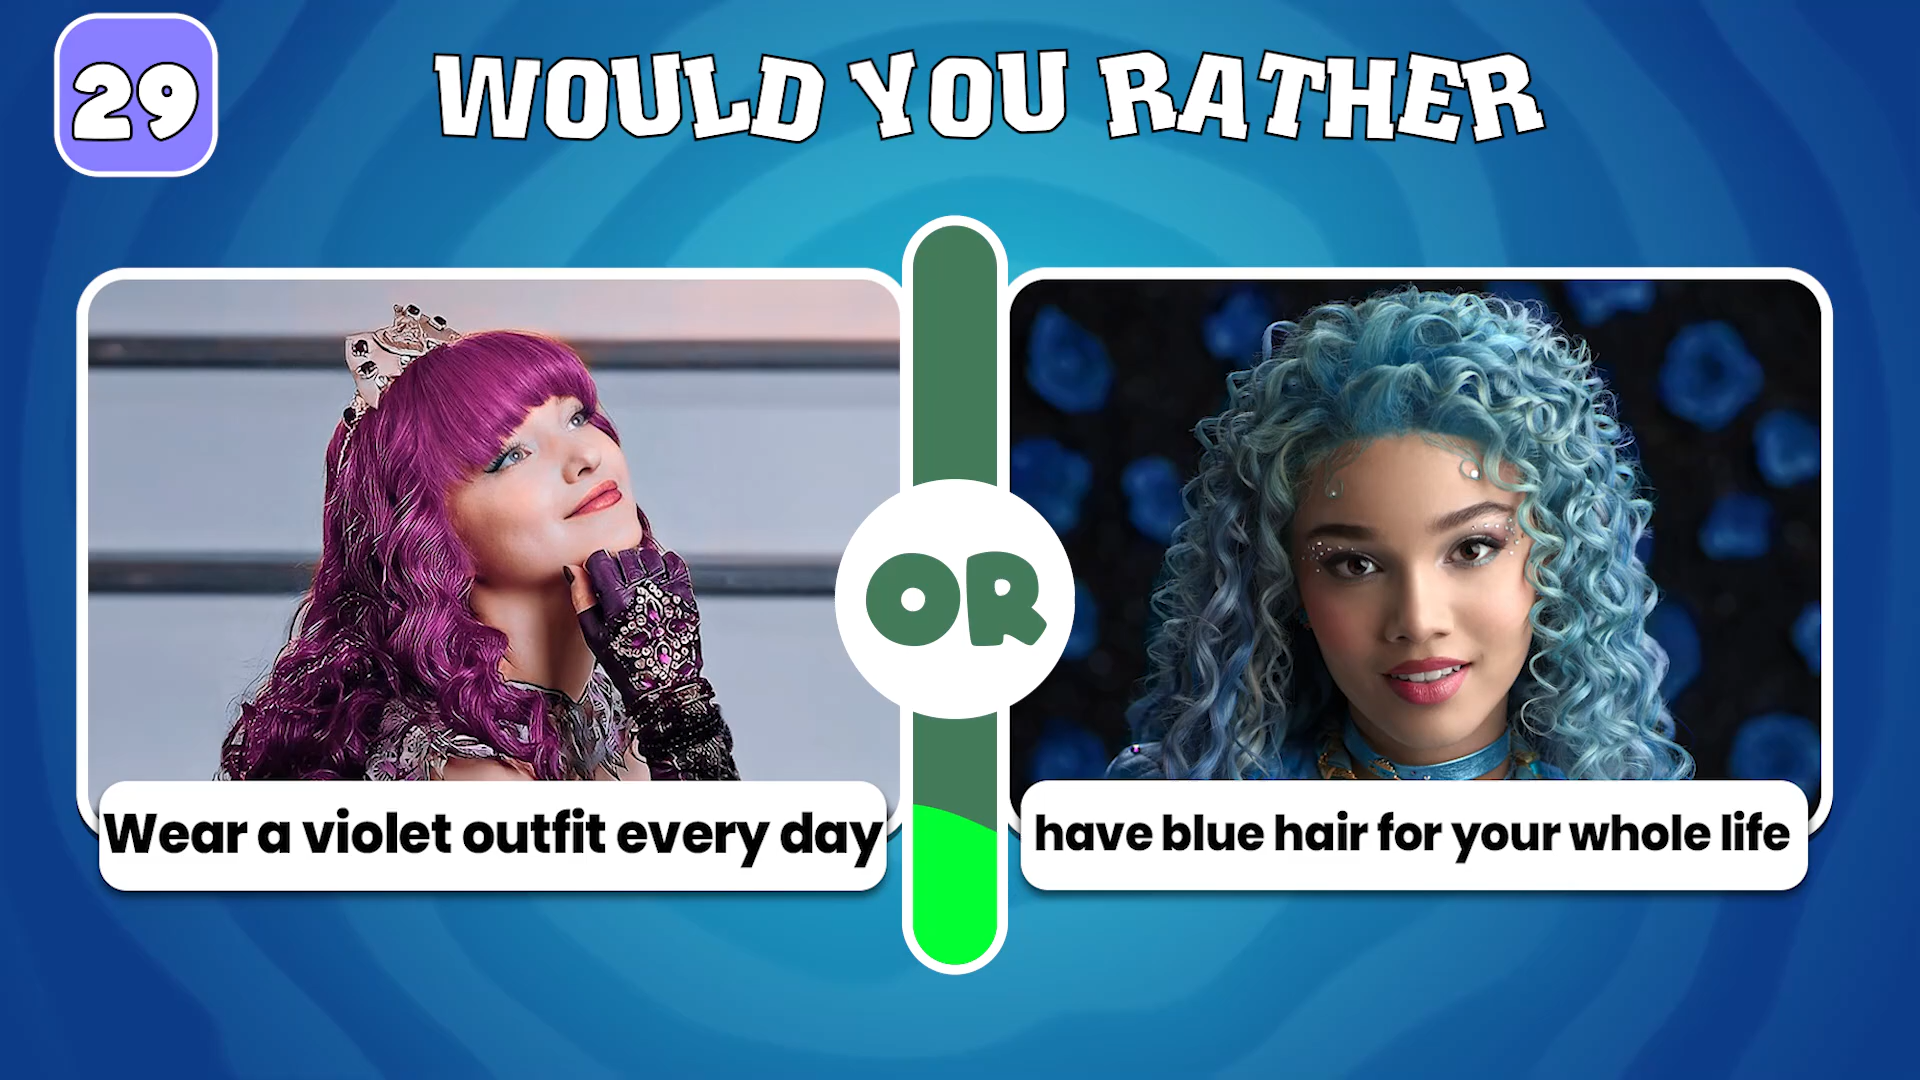 29
WOULD YOU RATHER
OR
Wear a violet outfit every day
have blue hair for your whole life